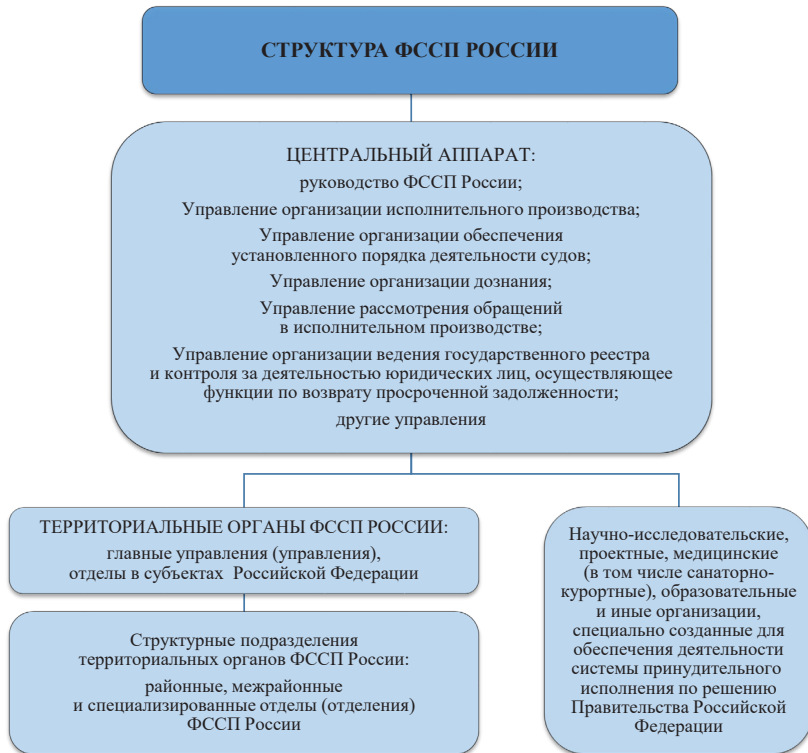 СТРУКТУРА ФССП РОССИИ
ЦЕНТРАЛЬНЫЙ АППАРАТ:
руководство ФССП России;
Управление организации исполнительного производства;
Управление организации обеспечения
установленного порядка деятельности судов;
Управление организации дознания;
Управление рассмотрения обращений
в исполнительном производстве;
Управление организации ведения государственного реестра
и контроля за деятельностью юридических лиц, осуществляющее
функции по возврату просроченной задолженности;
другие управления
ТЕРРИТОРИАЛЬНЫЕ ОРГАНЫ ФССП РОССИИ:
главные управления (управления),
отделы в субъектах Российской Федерации
Структурные подразделения
территориальных органов ФССП России:
районные, межрайонные
и специализированные отделы (отделения)
ФССП России
Научно-исследовательские,
проектные, медицинские
(в том числе санаторно-
курортные), образовательные
и иные организации,
специально созданные для
обеспечения деятельности
системы принудительного
исполнения по решению
Правительства Российской
Федерации